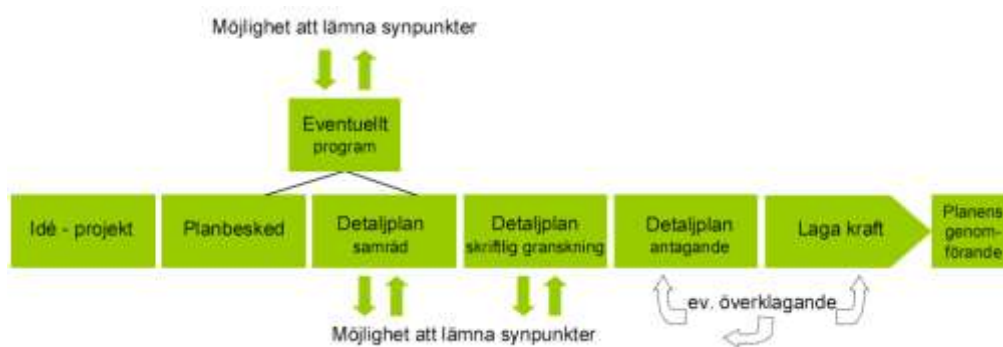 Möjlighet att lämna synpunkter
Eventuellt
program
Idé - projekt
Planbesked
Detaljplan
samråd
Detaljplan
skriftlig granskning
Detaljplan
antagande
Laga kraft
Planens
genom-
förande
ev. överklagande
Möjlighet att lämna synpunkter